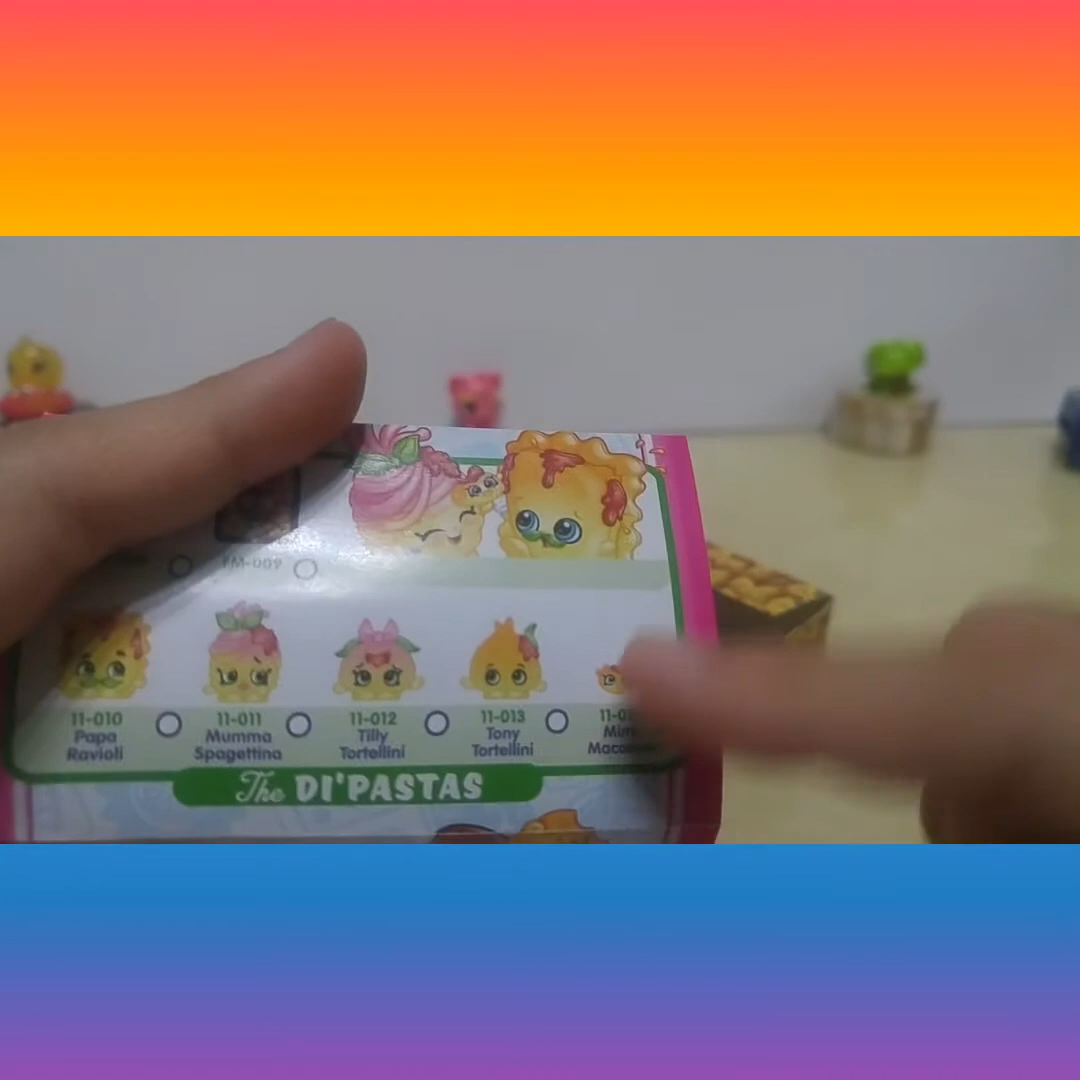 FM-009
11-010
Papa
Ravioli
11-011
Mumma
Spagettina
11-012
Tilly
Tortellini
11-013
Tony
Tortellini
The DI'PASTAS